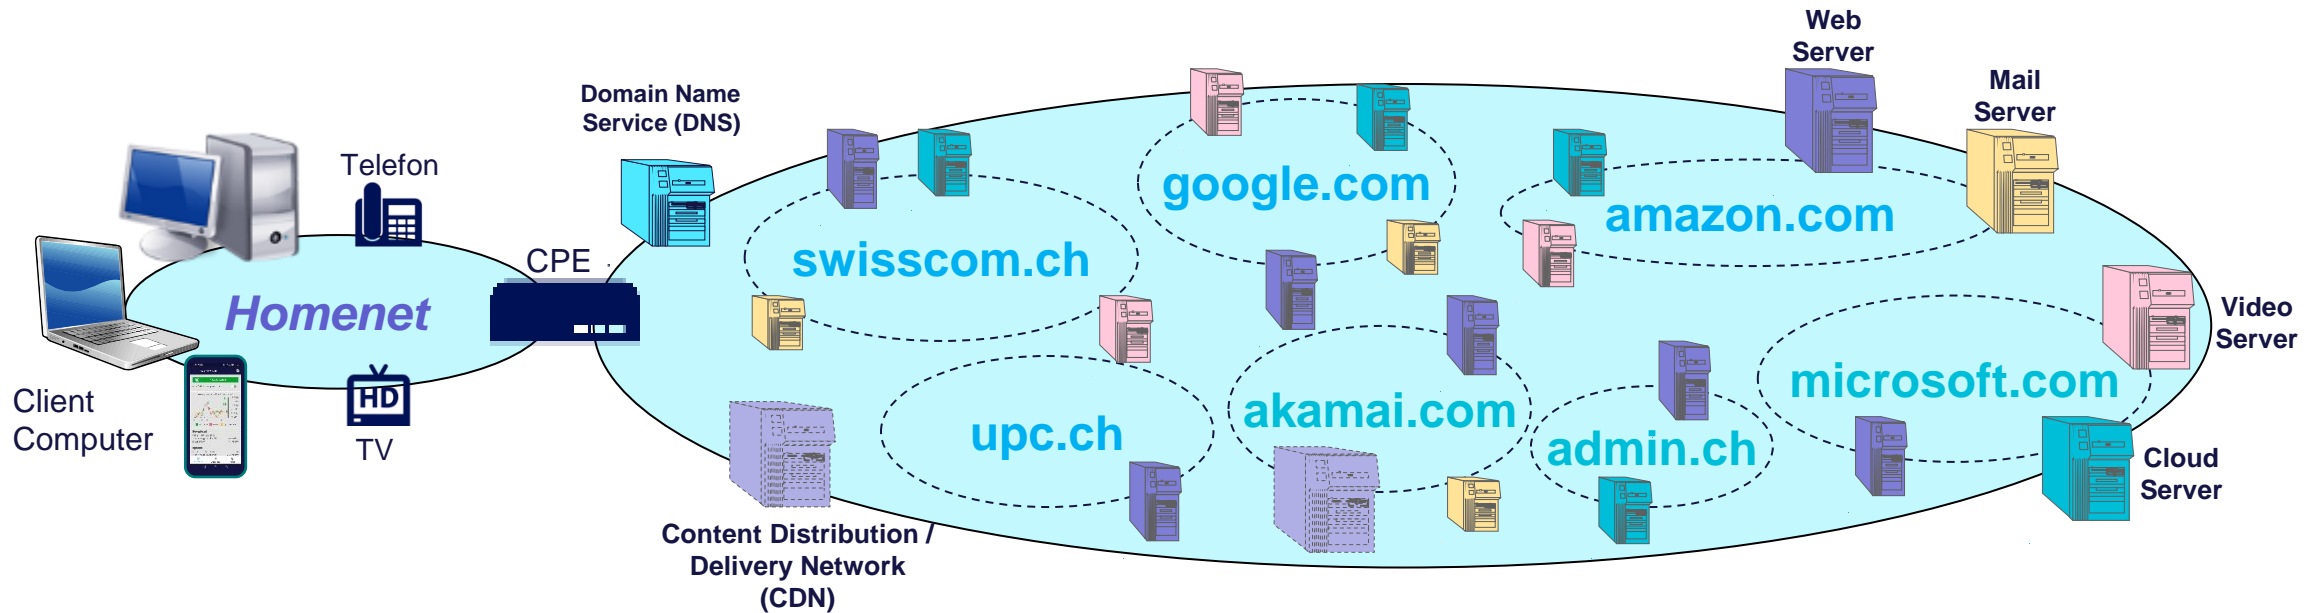 Web
Server
Mail
Server
Domain Name
Service (DNS)
Telefon
google.com
amazon.com
swisscom.ch
CPE
Homenet
Video
Server
microsoft.com
HD
TV
Client
Computer
akamai.com
upc.ch
admin.ch
Cloud
Server
Content Distribution /
Delivery Network
(CDN)